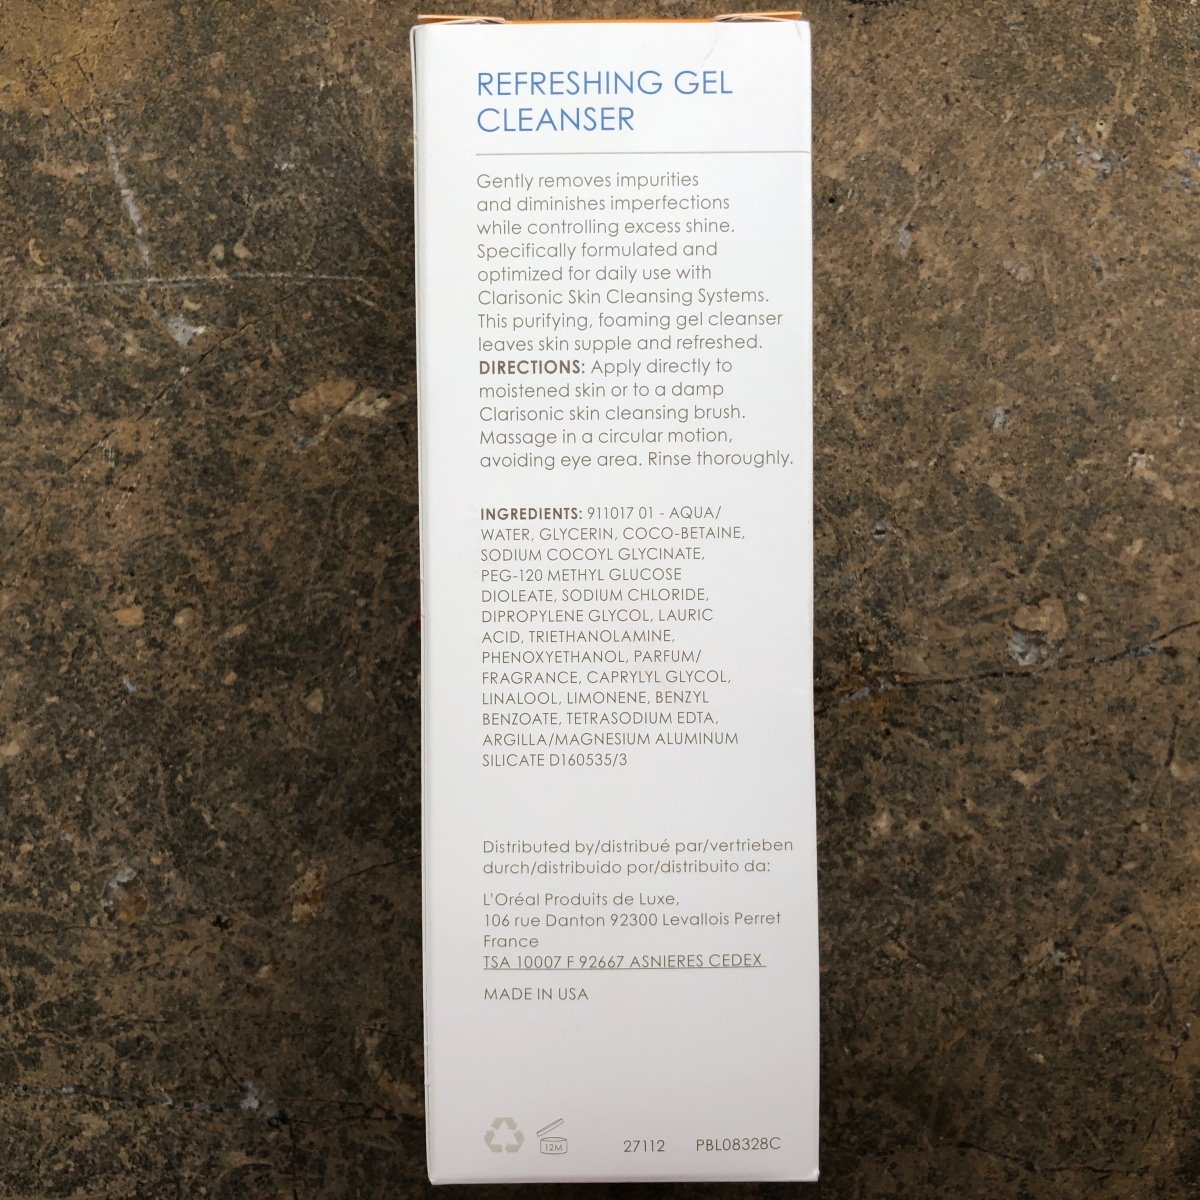 REFRESHING GEL
CLEANSER
Gently removes impurities
and diminishes imperfections
while controlling excess shine.
Specifically formulated and
optimized for daily use with
Clarisonic Skin Cleansing Systems.
This purifying, foaming gel cleanser
leaves skin supple and refreshed.
DIRECTIONS: Apply directly to
moistened skin or to a damp
Clarisonic skin cleansing brush.
Massage in a circular motion,
avoiding eye area. Rinse thoroughly.
INGREDIENTS: 911017 01 - AQUA/
WATER, GLYCERIN, COCO-BETAINE,
SODIUM COCOYL GLYCINATE,
PEG-120 METHYL GLUCOSE
DIOLEATE, SODIUM CHLORIDE,
DIPROPYLENE GLYCOL, LAURIC
ACID, TRIETHANOLAMINE,
PHENOXYETHANOL, PARFUM/
FRAGRANCE, CAPRYLYL GLYCOL,
LINALOOL, LIMONENE, BENZYL
BENZOATE, TETRASODIUM EDTA,
ARGILLA/MAGNESIUM ALUMINUM
SILICATE D160535/3
Distributed by/distribué par/vertrieben
durch/distribuido por/distribuito da:
L'Oréal Produits de Luxe,
106 rue Danton 92300 Levallois Perret
France
TSA 10007 F 92667 ASNIERES CEDEX
MADE IN USA
12M
27112 PBL08328C